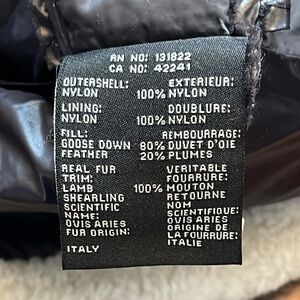 RN NO: 131822
CA NO: 42241
OUTERSHELL: EXTERIEUR:
NYLON 100% NYLON
LINING: DOUBLURE:
NYLON 100% NYLON
FILL: REMBOURRAGE:
GOOSE DOWN 80% DUVET D'OIE
FEATHER 20% PLUMES
REAL FUR VERITABLE
TRIM: FOURRURE:
LAMB 100% MOUTON
SHEARLING RETOURNE
SCIENTIFIC NOM
NAME: SCIENTIFIQUE:
OVIS ARIES OVIS ARIES
FUR ORIGIN: ORIGINE DE
LA FOURRURE:
ITALY ITALIE